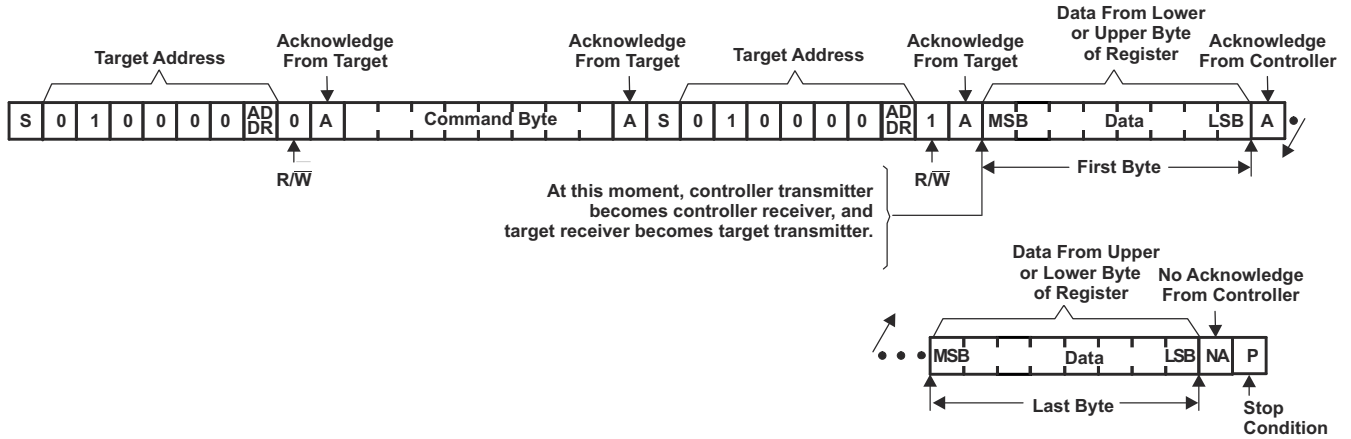 Target Address
Acknowledge
From Target
Acknowledge
From Target
Target Address
Acknowledge
From Target
Data From Lower
or Upper Byte
of Register
Acknowledge
From Controller
S 0 1 0 0 0 0 AD DR 0 A Command Byte A S 0 1 0 0 0 0 AD DR 1 A MSB Data LSB A
R/W̅
R/W̅
First Byte
At this moment, controller transmitter
becomes controller receiver, and
target receiver becomes target transmitter.
Data From Upper
or Lower Byte
of Register
No Acknowledge
From Controller
MSB Data LSB NA P
Last Byte
Stop
Condition